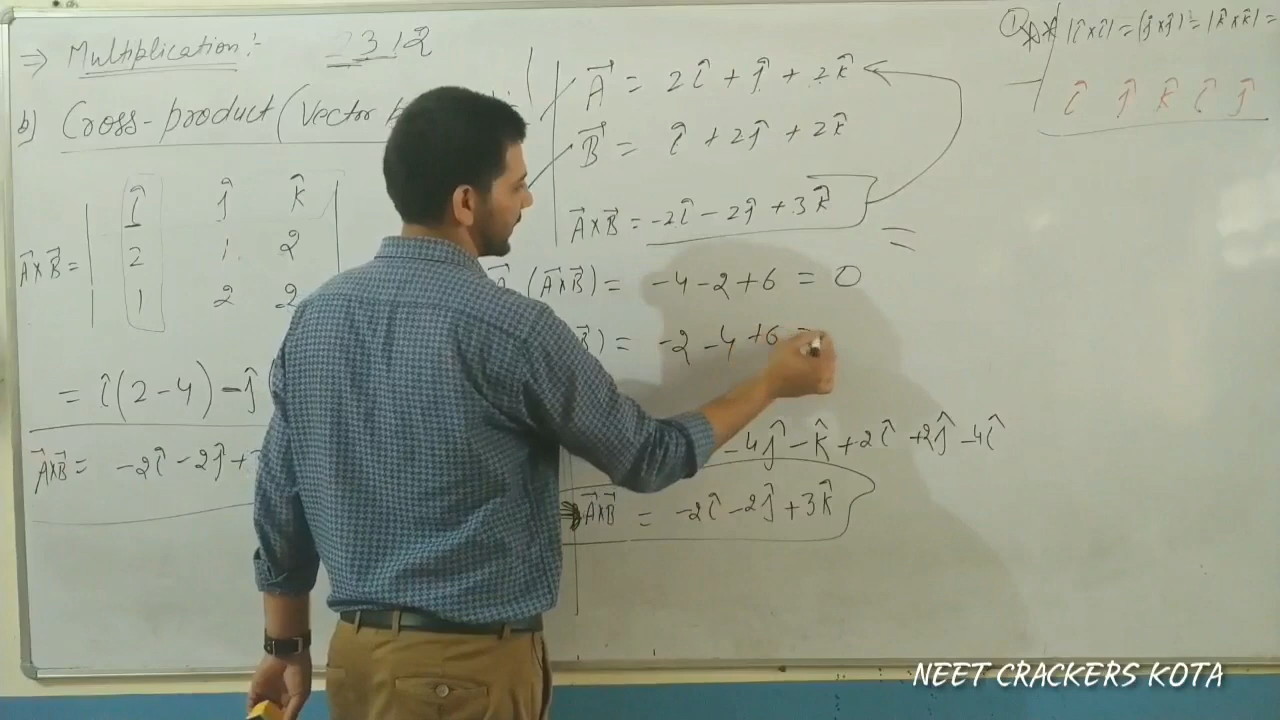 ⇒ Multiplication:- 2312
b) Cross-product (Vector
A⃗×B⃗ = | î ĵ k̂
2 1 2
1 2 2
= î(2-4) - ĵ(
A⃗×B⃗ = -2î - 2ĵ +
A⃗ = 2î + ĵ + 2k̂
B⃗ = î + 2ĵ + 2k̂
A⃗×B⃗ = -2î - 2ĵ + 3k̂
(A⃗×B⃗) = -4-2+6 = 0
) = -2-4+6 =
-4ĵ - k̂ + 2î + 2ĵ - 4î
A⃗×B⃗ = -2î - 2ĵ + 3k̂
① |î×î| = |ĵ×ĵ| = |k̂×k̂| =
î ĵ k̂ î ĵ
NEET CRACKERS KOTA